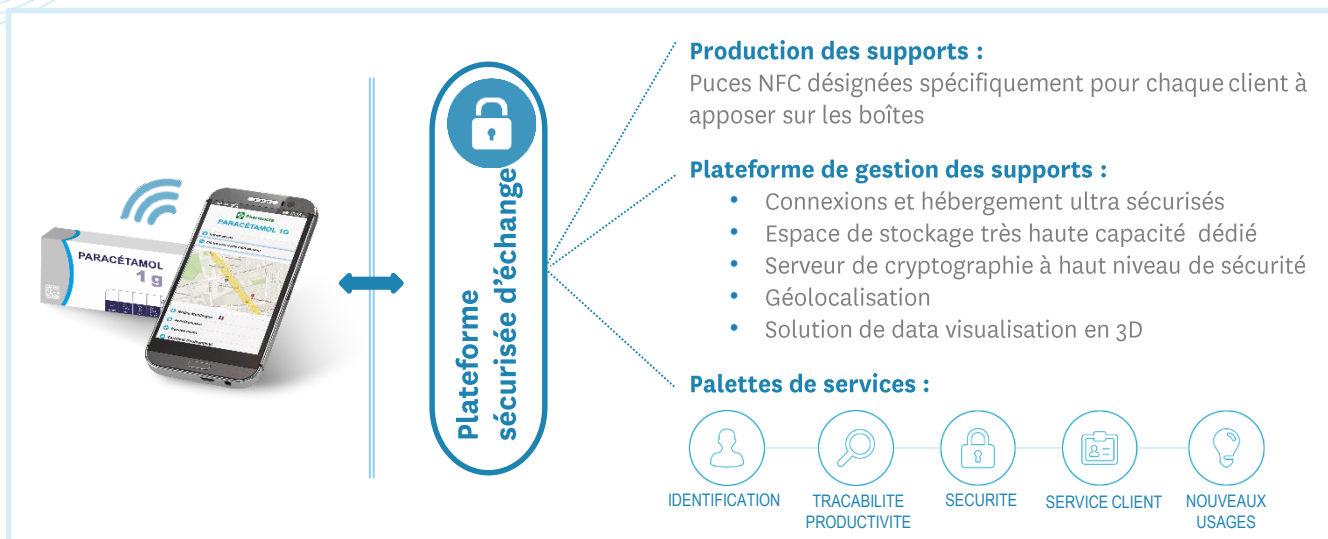 Production des supports :
Puces NFC désignées spécifiquement pour chaque client à
apposer sur les boîtes
Plateforme de gestion des supports :
• Connexions et hébergement ultra sécurisés
• Espace de stockage très haute capacité dédié
• Serveur de cryptographie à haut niveau de sécurité
• Géolocalisation
• Solution de data visualisation en 3D
Palettes de services :
IDENTIFICATION
TRACABILITE
PRODUCTIVITE
SECURITE
SERVICE CLIENT
NOUVEAUX
USAGES
Plateforme
sécurisée d'échange
PARACÉTAMOL
1 g
PARACÉTAMOL 1G